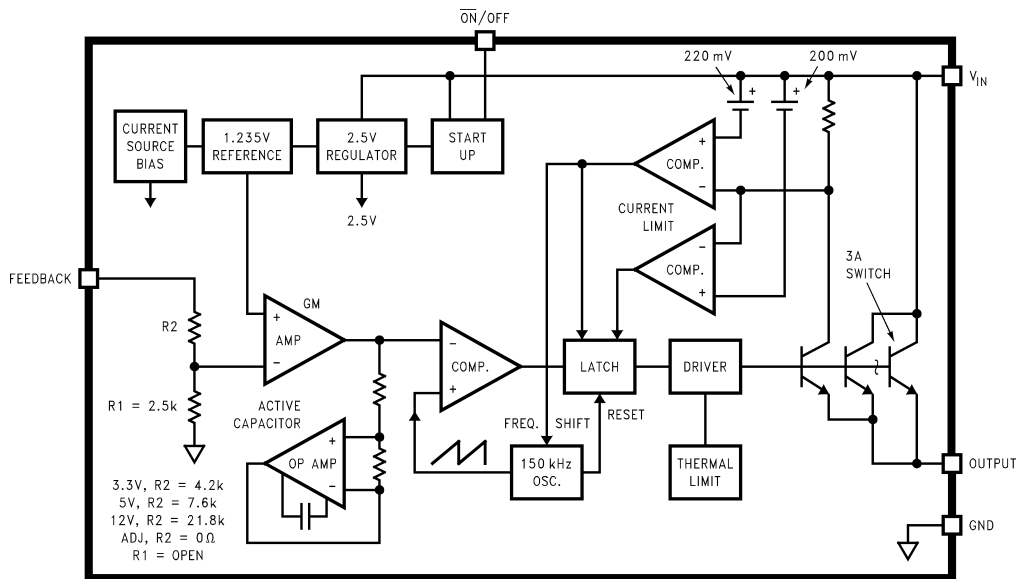 ON/OFF
220 mV
200 mV
VIN
CURRENT
SOURCE
BIAS
1.235V
REFERENCE
2.5V
REGULATOR
START
UP
+
+
+
COMP.
−
2.5V
CURRENT
LIMIT
−
COMP.
+
3A
SWITCH
FEEDBACK
GM
R2
+
AMP
−
−
COMP.
+
LATCH
DRIVER
R1 = 2.5k
ACTIVE
CAPACITOR
FREQ. SHIFT
RESET
+
OP AMP
−
150 kHz
OSC.
THERMAL
LIMIT
OUTPUT
3.3V, R2 = 4.2k
5V, R2 = 7.6k
12V, R2 = 21.8k
ADJ, R2 = 0Ω
R1 = OPEN
GND